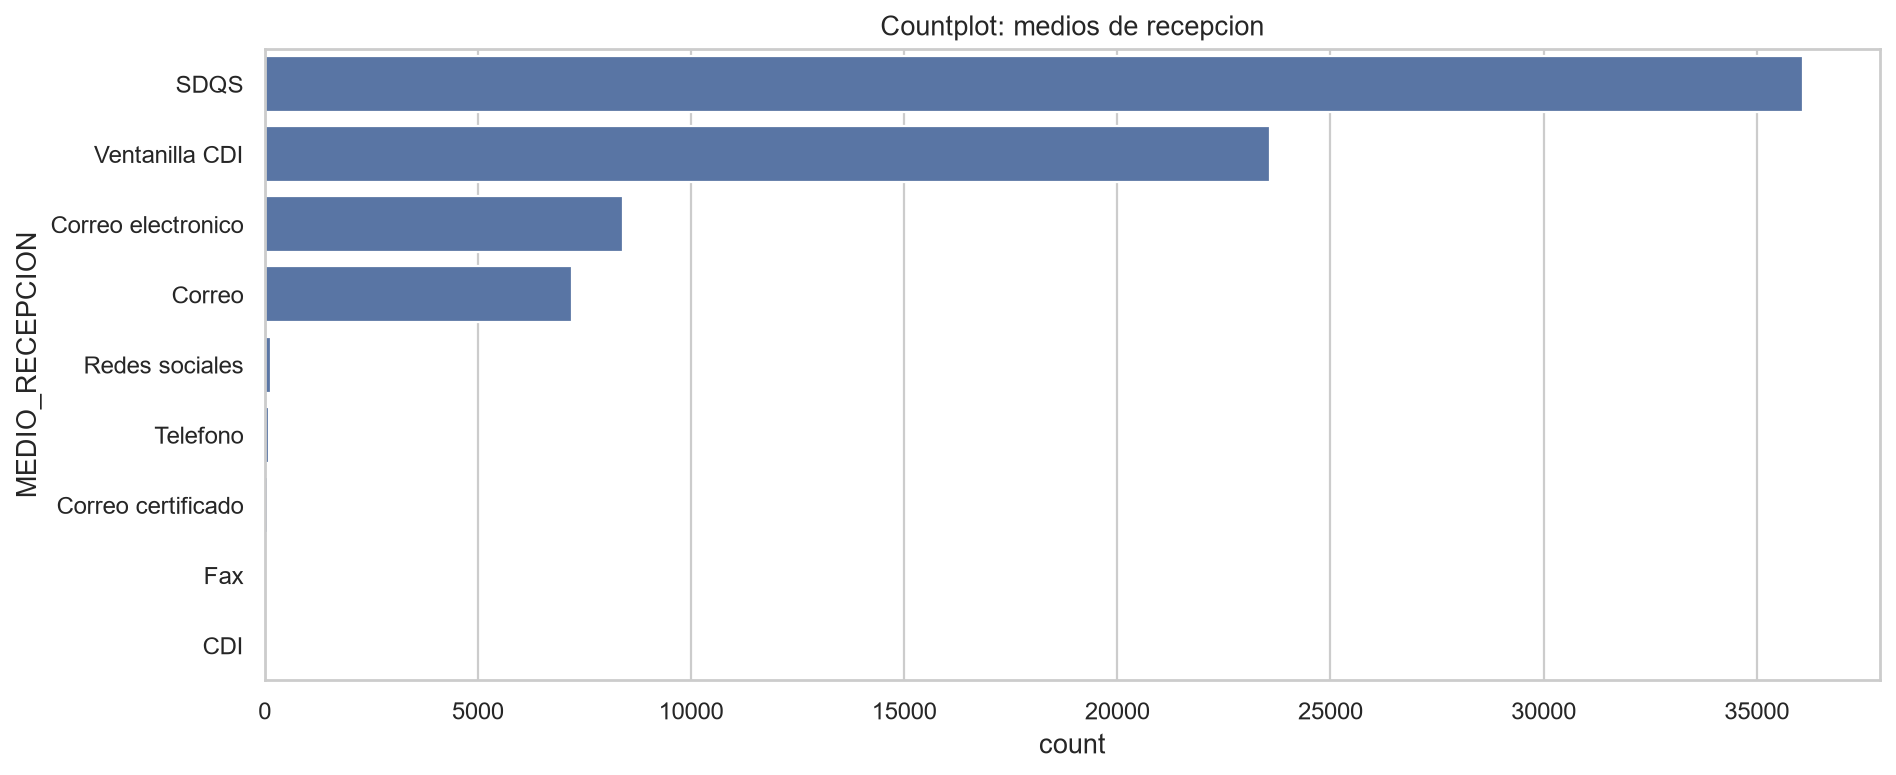 Countplot: medios de recepcion
MEDIO_RECEPCION
SDQS
Ventanilla CDI
Correo electronico
Correo
Redes sociales
Telefono
Correo certificado
Fax
CDI
0 5000 10000 15000 20000 25000 30000 35000
count